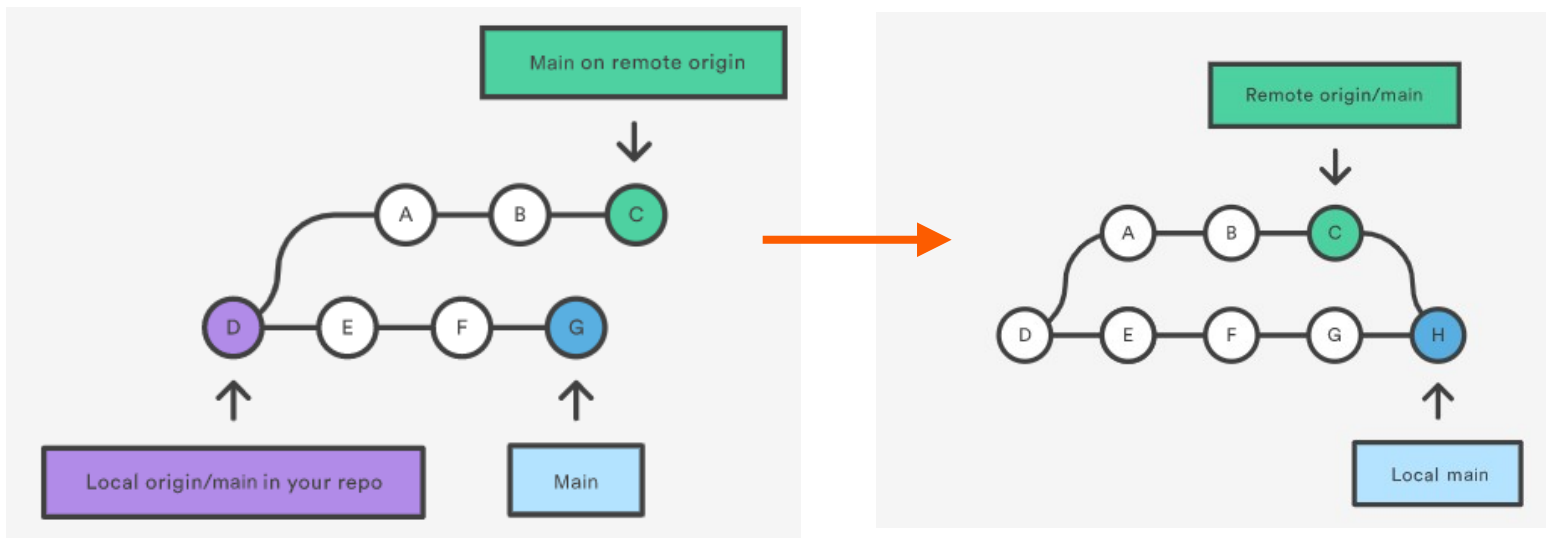 Main on remote origin
A
B
C
D
E
F
G
Local origin/main in your repo
Main
Remote origin/main
A
B
C
D
E
F
G
H
Local main